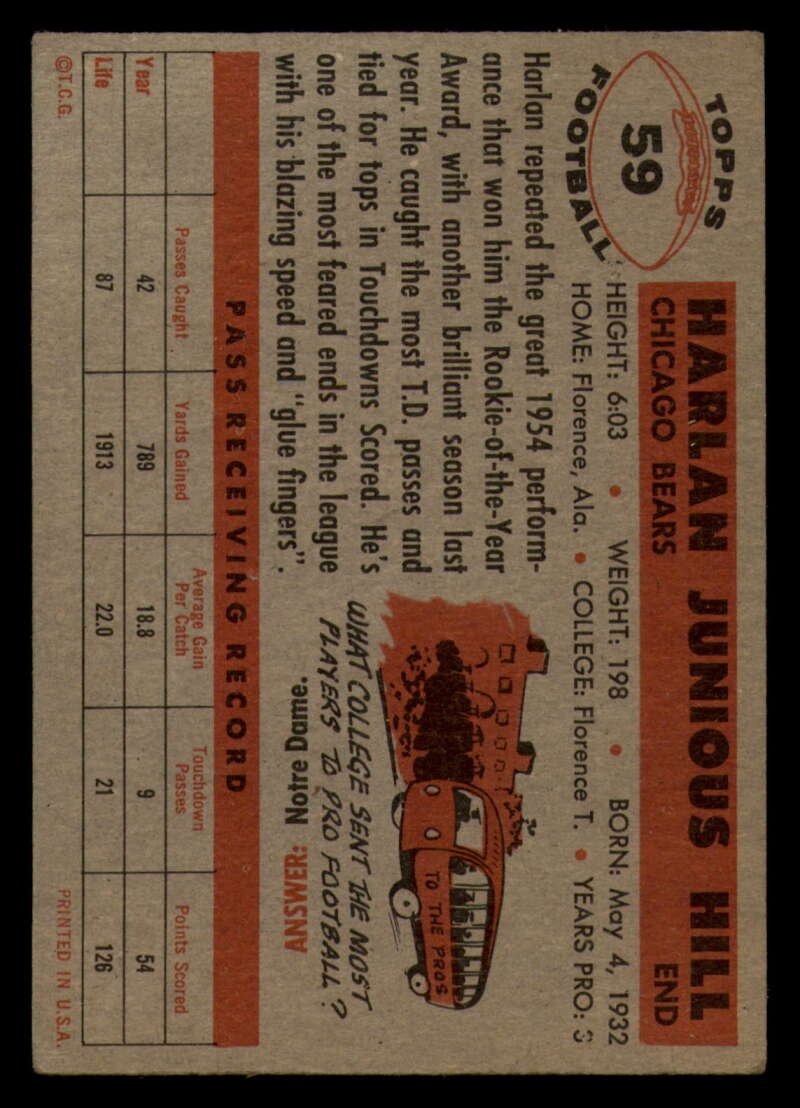 TOPPS
59
FOOTBALL
HARLAN JUNIOUS HILL
CHICAGO BEARS END
HEIGHT: 6:03 • WEIGHT: 198 • BORN: May 4, 1932
HOME: Florence, Ala. • COLLEGE: Florence T. • YEARS PRO: 3
Harlan repeated the great 1954 perform-
ance that won him the Rookie-of-the-Year
Award, with another brilliant season last
year. He caught the most T.D. passes and
tied for tops in Touchdowns Scored. He's
one of the most feared ends in the league
with his blazing speed and "glue fingers".
TO THE PROS
WHAT COLLEGE SENT THE MOST
PLAYERS TO PRO FOOTBALL?
ANSWER: Notre Dame.
PASS RECEIVING RECORD
Passes Caught Yards Gained Average Gain Per Catch Touchdown Passes Points Scored
Year 42 789 18.8 9 54
Life 87 1913 22.0 21 126
©T.C.G. PRINTED IN U.S.A.